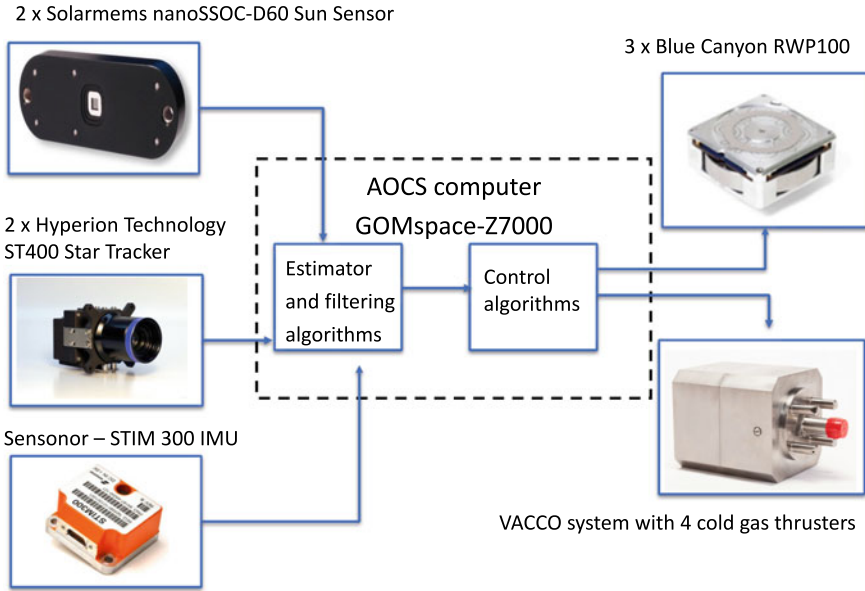 2 x Solarmems nanoSSOC-D60 Sun Sensor
3 x Blue Canyon RWP100
AOCS computer
GOMspace-Z7000
2 x Hyperion Technology
ST400 Star Tracker
Estimator
and filtering
algorithms
Control
algorithms
Sensonor – STIM 300 IMU
STIM300
VACCO system with 4 cold gas thrusters